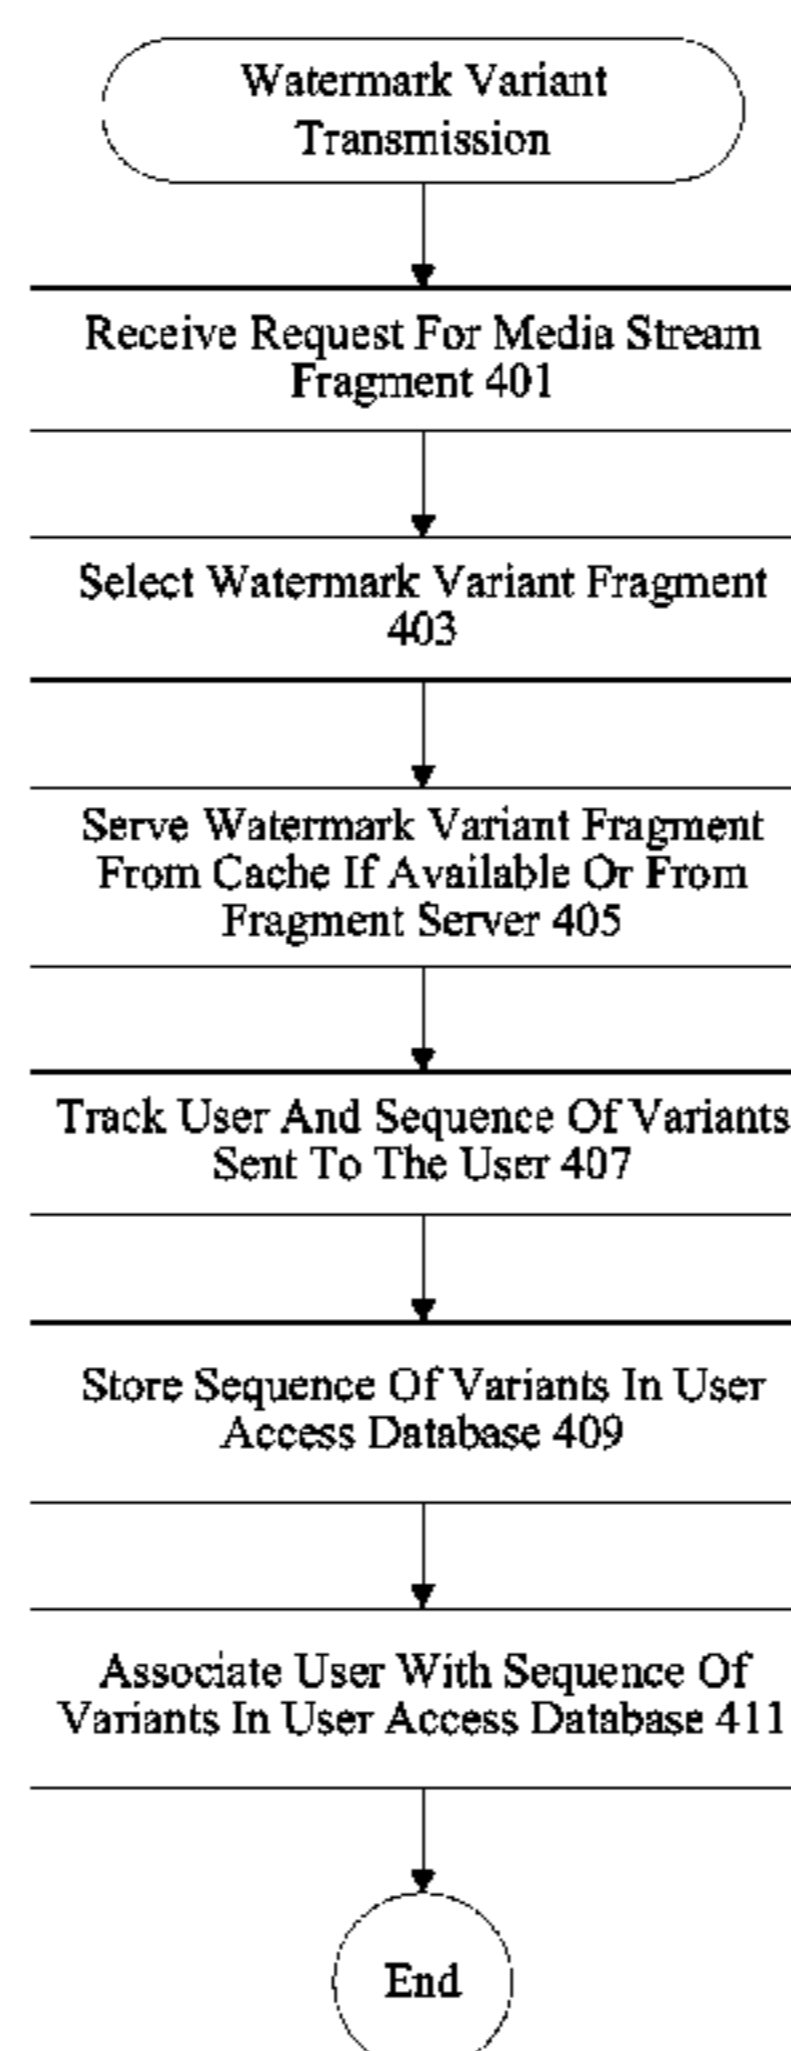 Watermark Variant
Transmission
Receive Request For Media Stream
Fragment 401
Select Watermark Variant Fragment
403
Serve Watermark Variant Fragment
From Cache If Available Or From
Fragment Server 405
Track User And Sequence Of Variants
Sent To The User 407
Store Sequence Of Variants In User
Access Database 409
Associate User With Sequence Of
Variants In User Access Database 411
End